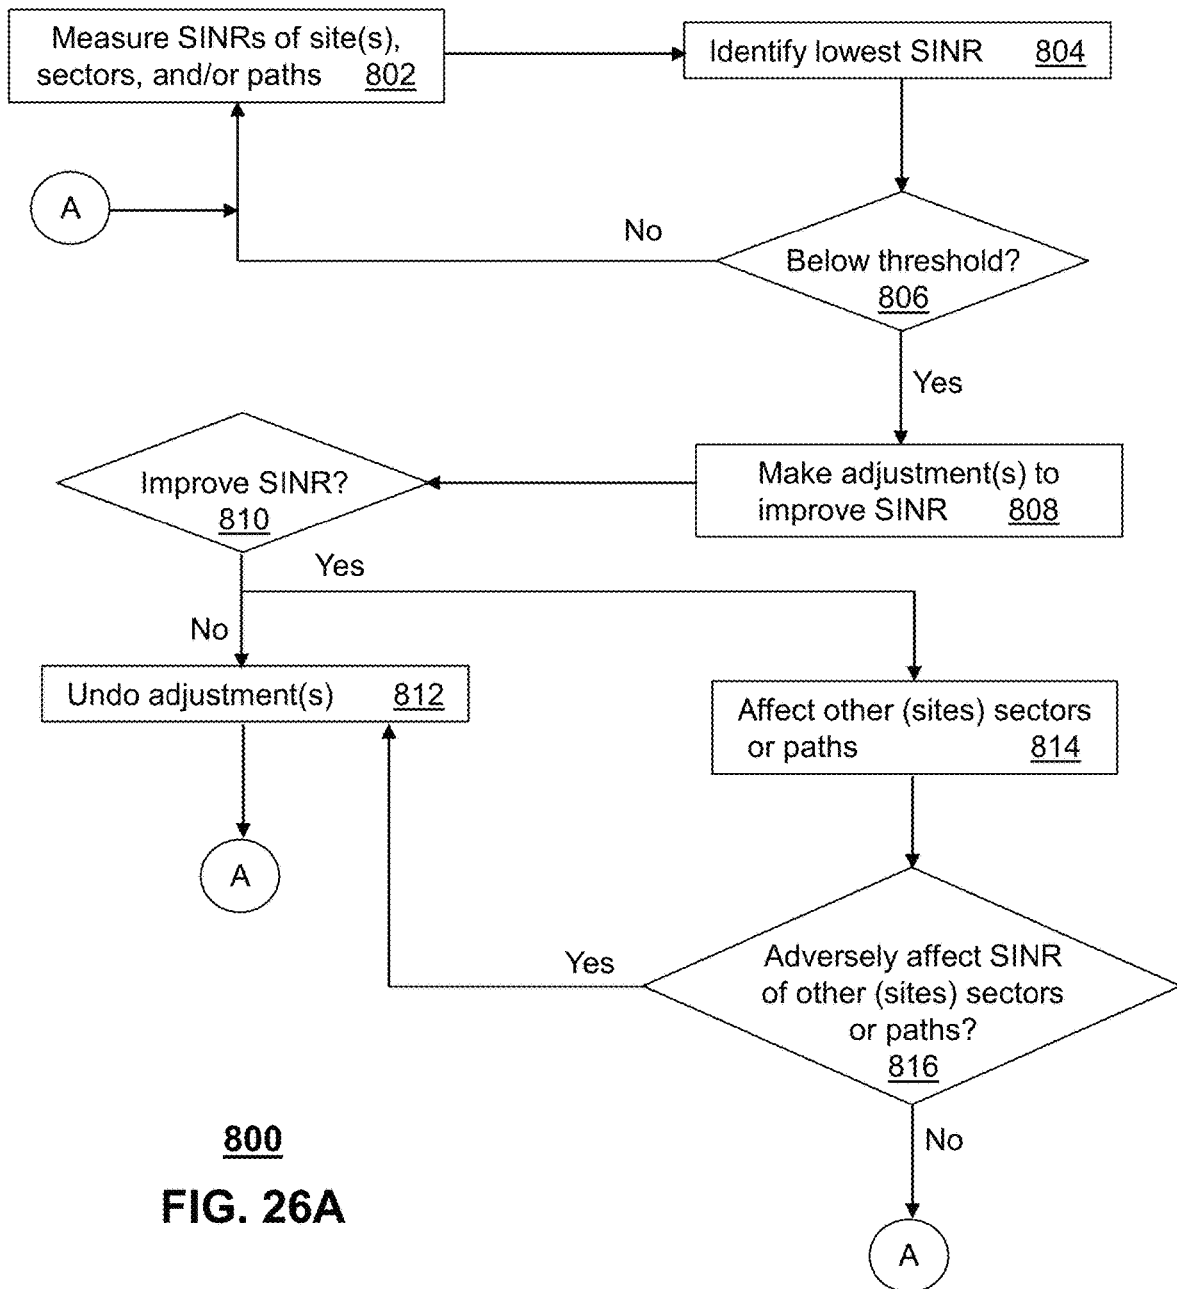 Measure SINRs of site(s),
sectors, and/or paths 802
Identify lowest SINR 804
A
No
Below threshold?
806
Yes
Improve SINR?
810
Make adjustment(s) to
improve SINR 808
Yes
No
Undo adjustment(s) 812
Affect other (sites) sectors
or paths 814
A
Yes
Adversely affect SINR
of other (sites) sectors
or paths?
816
No
800
FIG. 26A
A